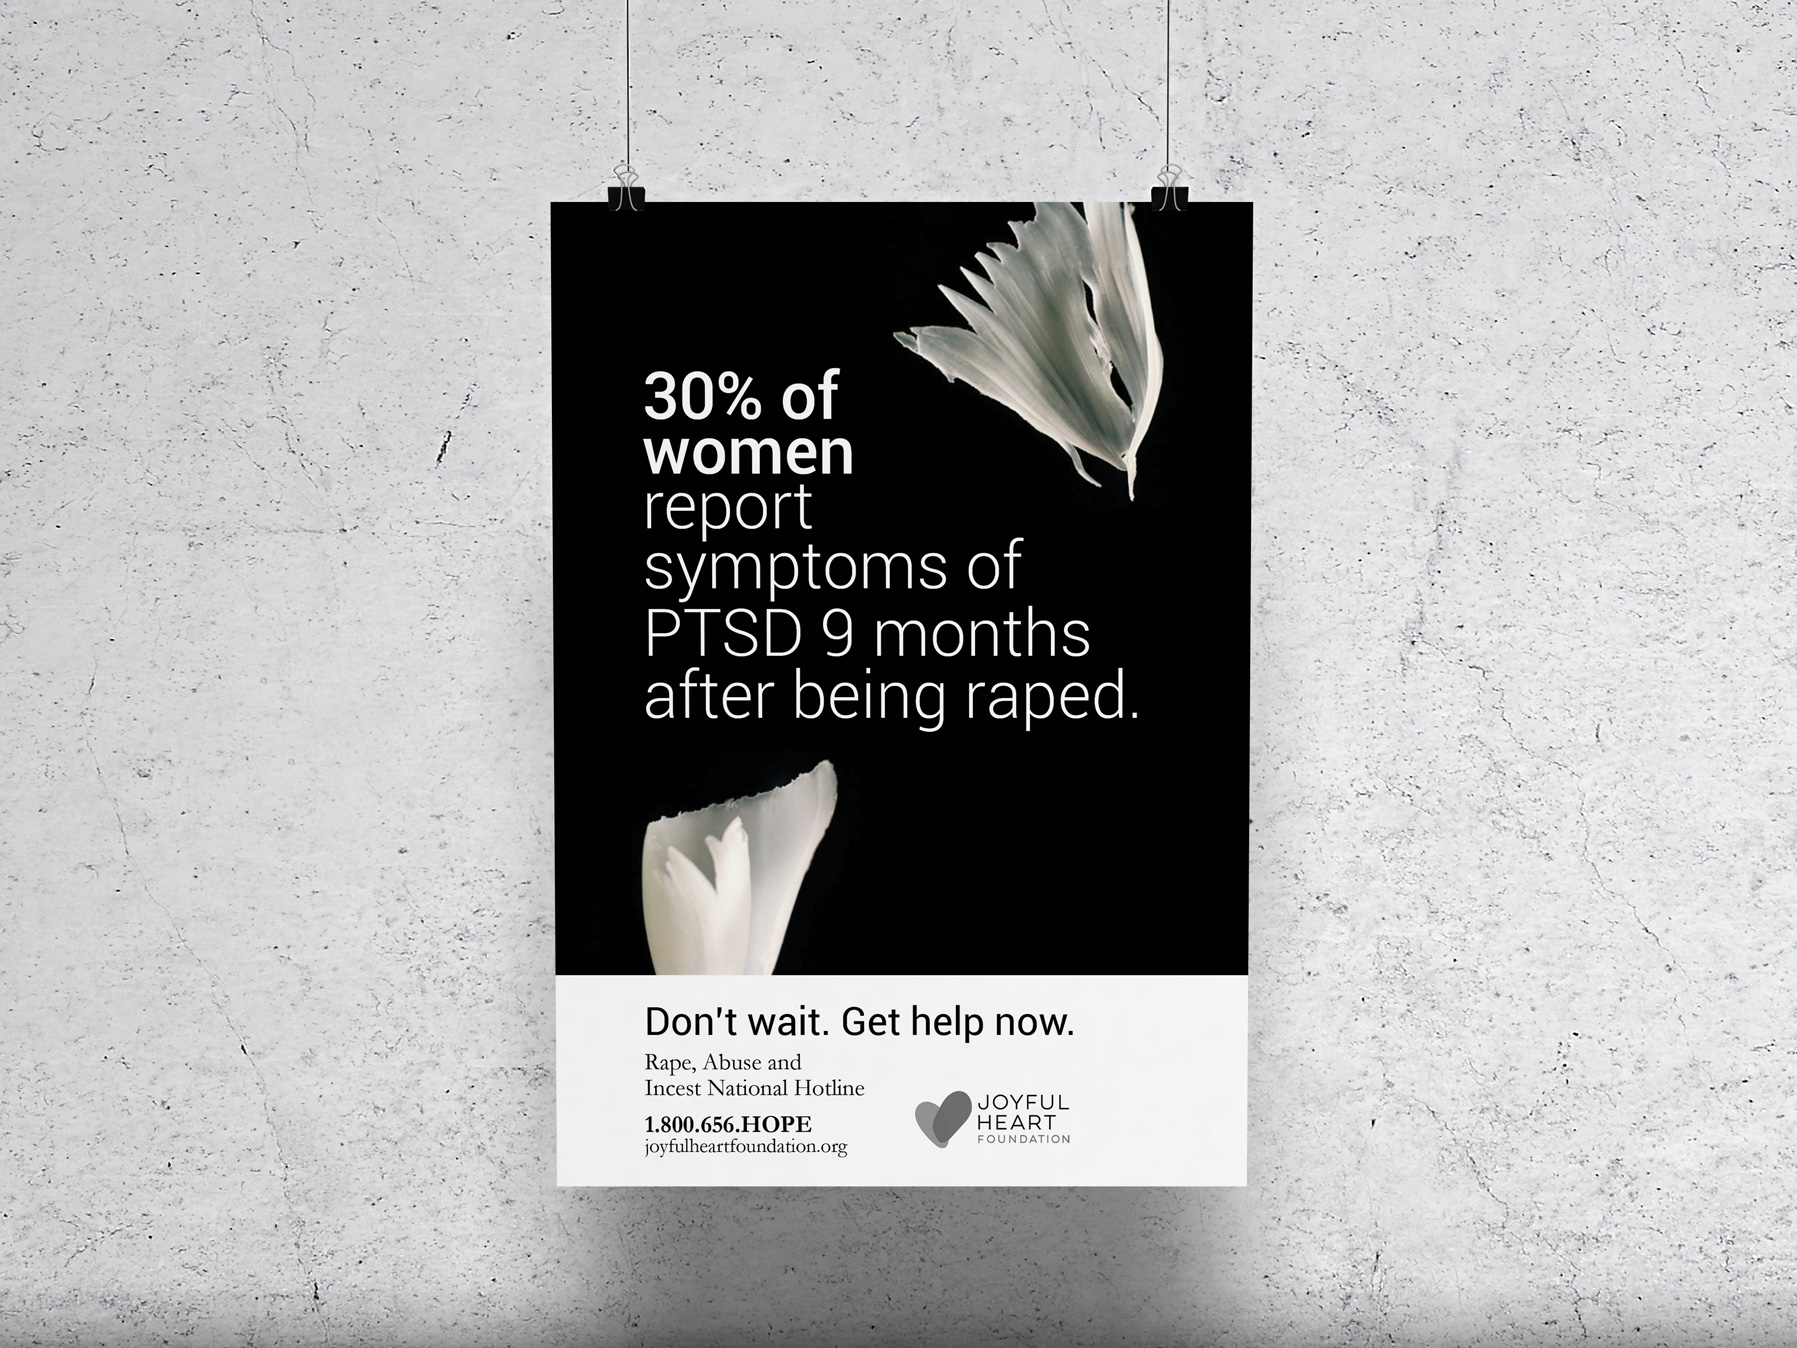 30% of
women
report
symptoms of
PTSD 9 months
after being raped.
Don't wait. Get help now.
Rape, Abuse and
Incest National Hotline
1.800.656.HOPE
joyfulheartfoundation.org
JOYFUL
HEART
FOUNDATION